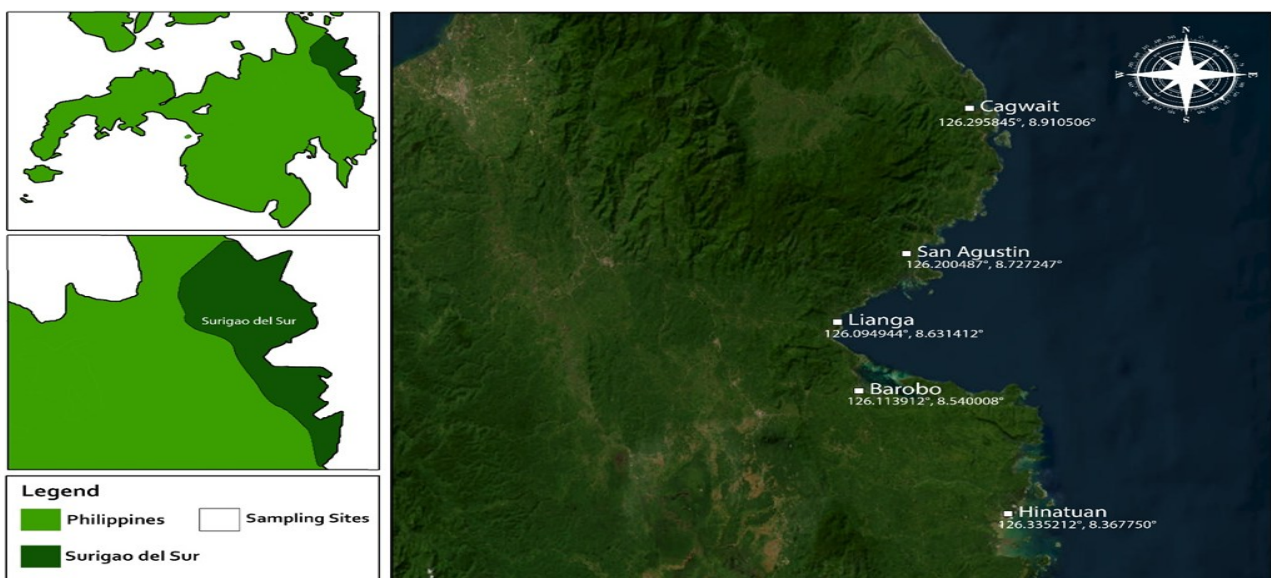 N
W
E
S
Cagwait
126.295845°, 8.910506°
San Agustin
126.200487°, 8.727247°
Lianga
126.094944°, 8.631412°
Barobo
126.113912°, 8.540008°
Hinatuan
126.335212°, 8.367750°
Surigao del Sur
Legend
Philippines
Sampling Sites
Surigao del Sur